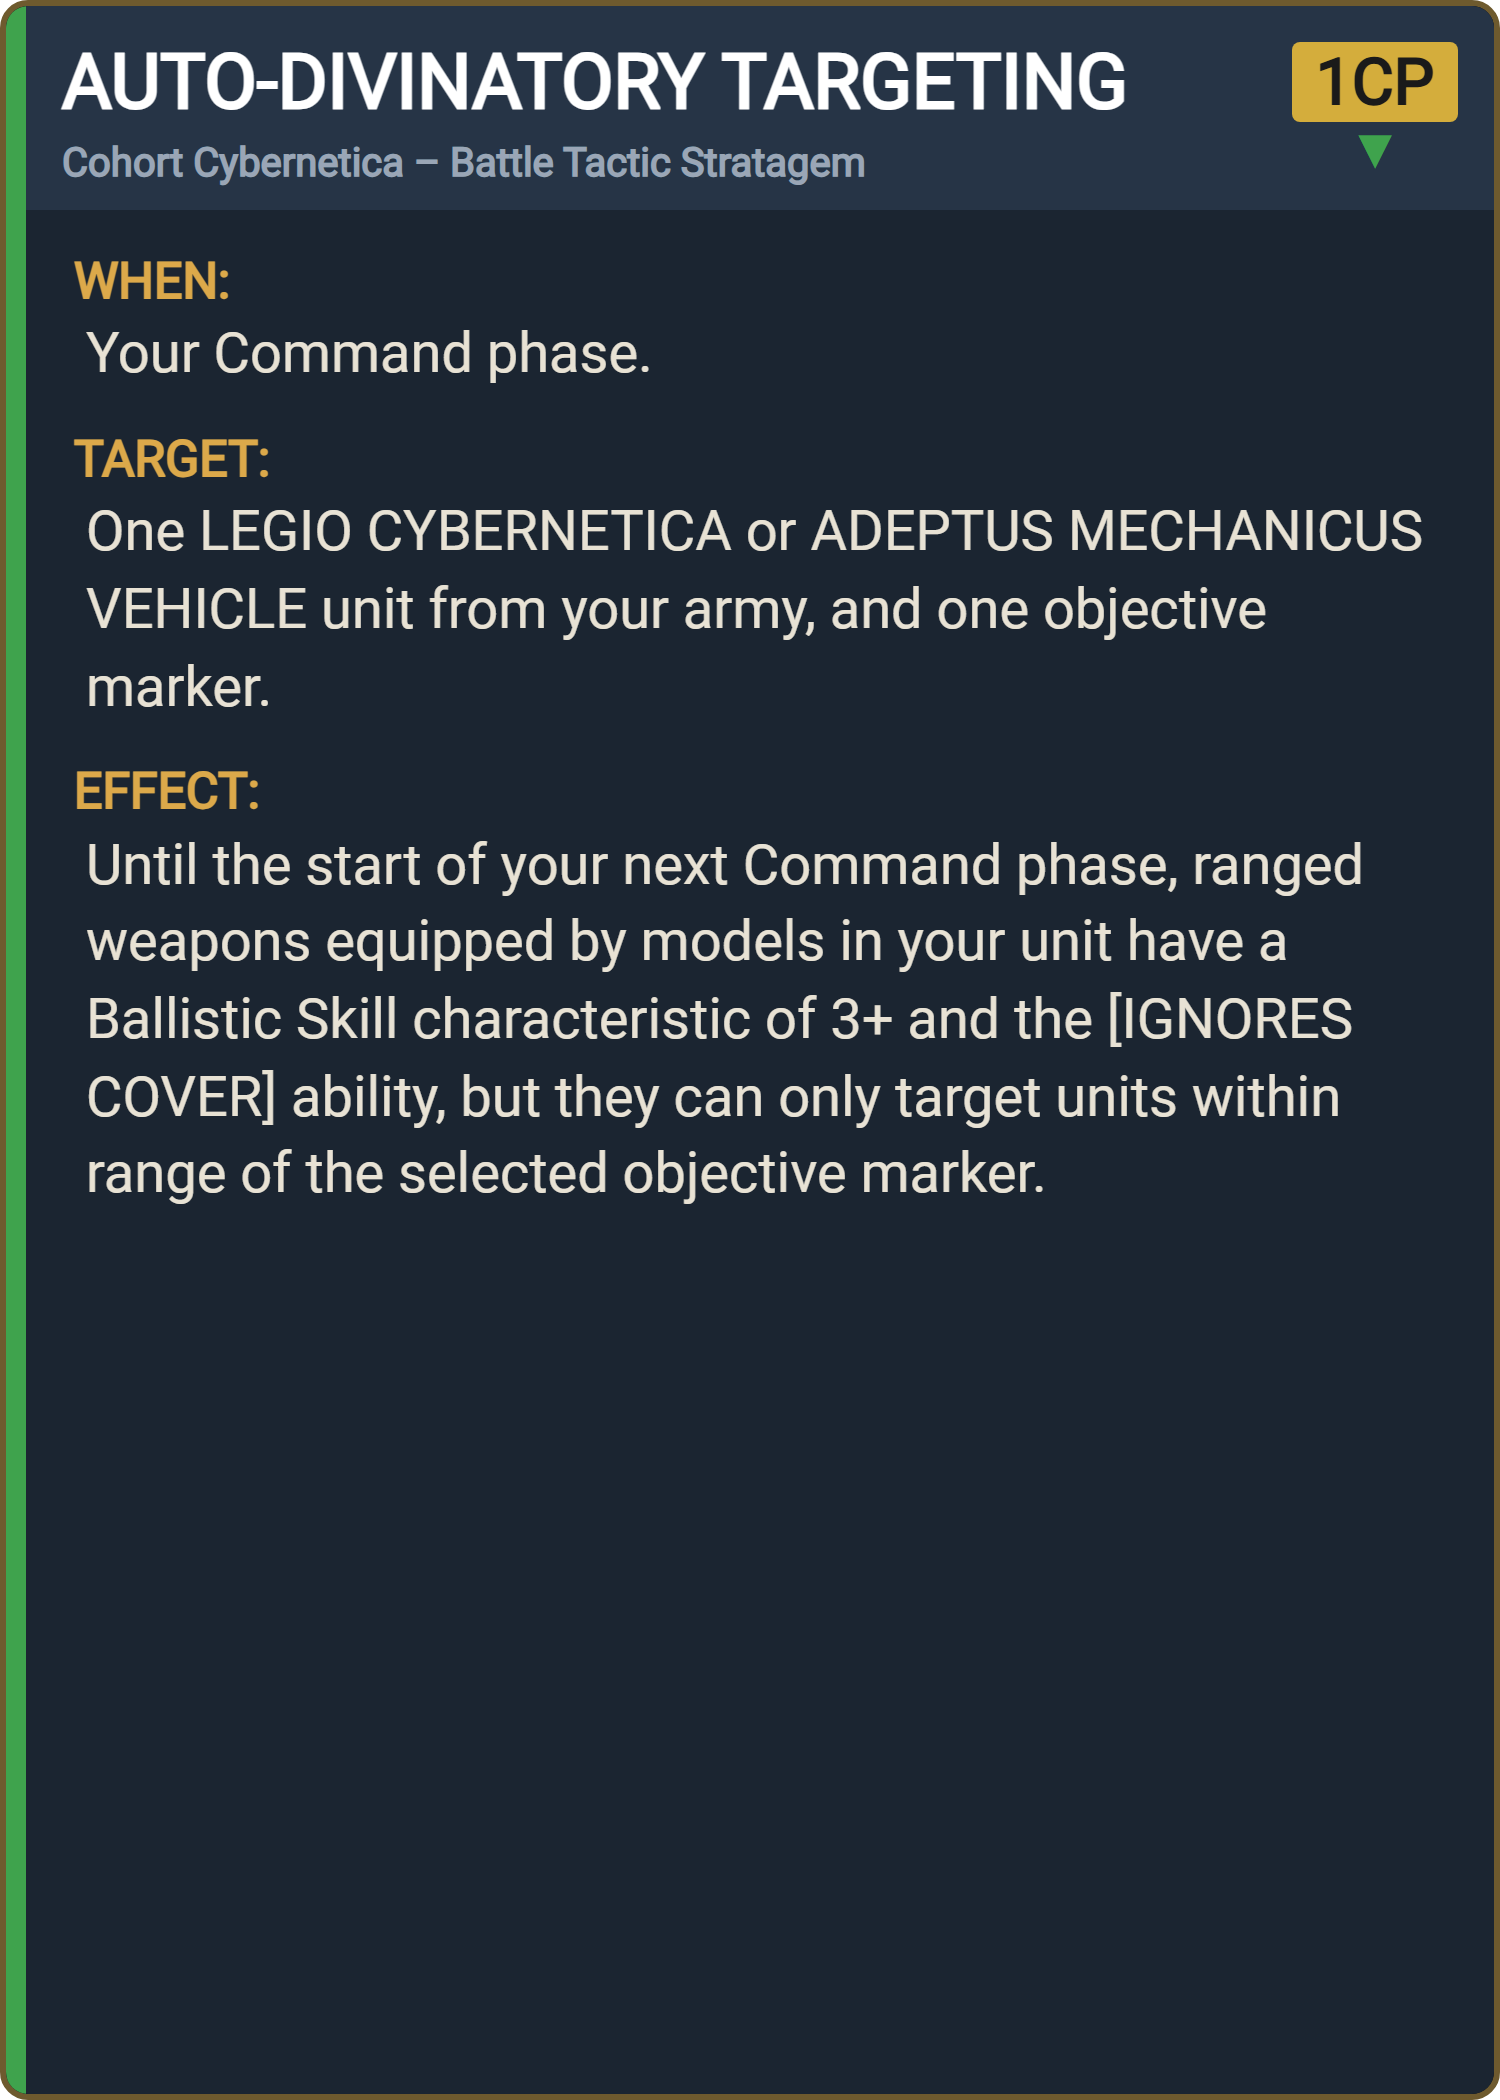 AUTO-DIVINATORY TARGETING
1CP
Cohort Cybernetica – Battle Tactic Stratagem
WHEN:
Your Command phase.
TARGET:
One LEGIO CYBERNETICA or ADEPTUS MECHANICUS
VEHICLE unit from your army, and one objective
marker.
EFFECT:
Until the start of your next Command phase, ranged
weapons equipped by models in your unit have a
Ballistic Skill characteristic of 3+ and the [IGNORES
COVER] ability, but they can only target units within
range of the selected objective marker.